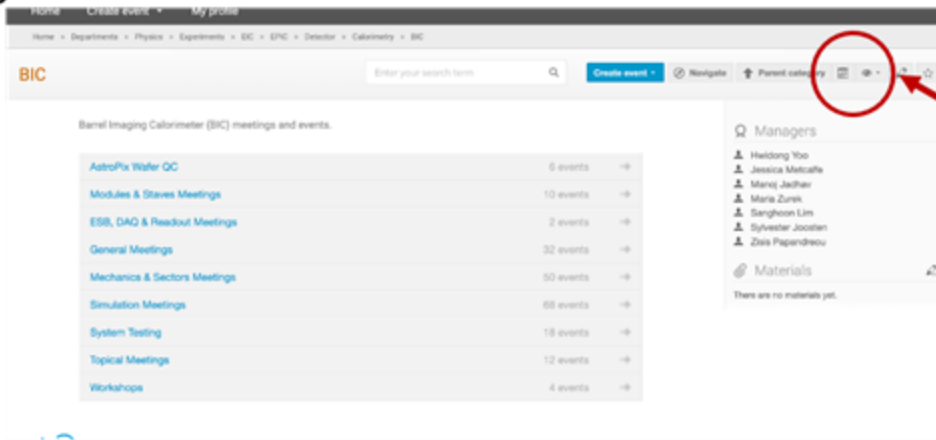 Home Create event My profile
Home » Departments » Physics » Experiments » EIC » EPIC » Detector » Calorimetry » BIC
BIC
Enter your search term
Create event
Navigate
Parent category
Barrel Imaging Calorimeter (BIC) meetings and events.
AstroPix Wafer QC 6 events
Modules & Staves Meetings 10 events
ESB, DAQ & Readout Meetings 2 events
General Meetings 32 events
Mechanics & Sectors Meetings 50 events
Simulation Meetings 68 events
System Testing 18 events
Topical Meetings 12 events
Workshops 4 events
Managers
Hwidong Yoo
Jessica Metcalfe
Manoj Jadhav
Maria Zurek
Sanghoon Lim
Sylvester Joosten
Zisis Papandreou
Materials
There are no materials yet.